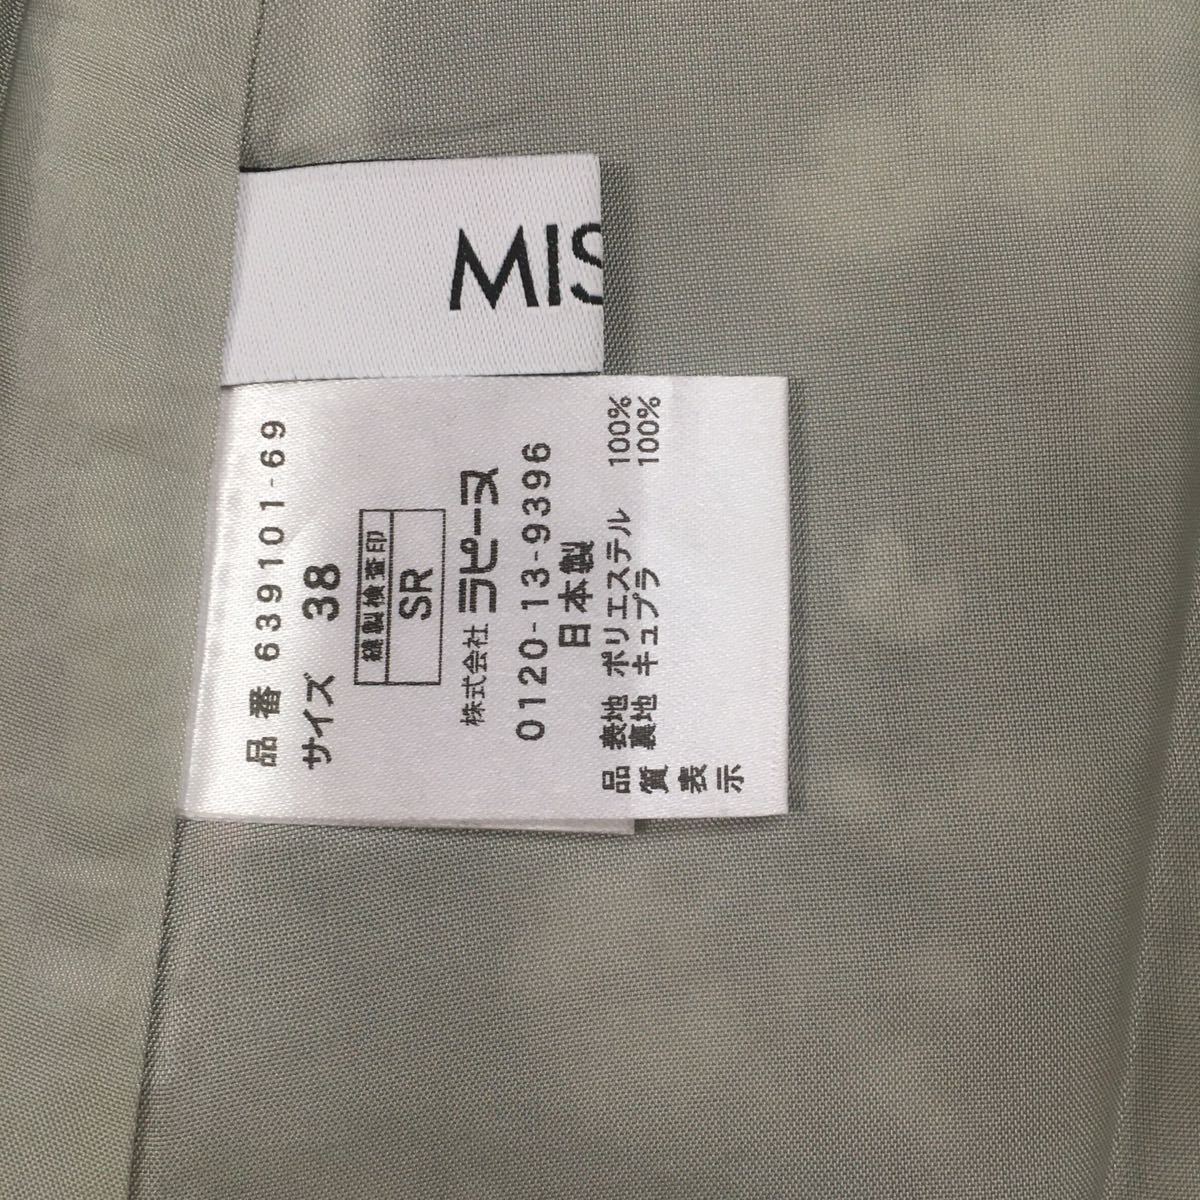 MIS
品番 639101-69
サイズ 38
縫製検査印
SR
株式会社 ラピーヌ
0120-13-9396
日本製
表地 ポリエステル 100%
裏地 キュプラ 100%
品質表示